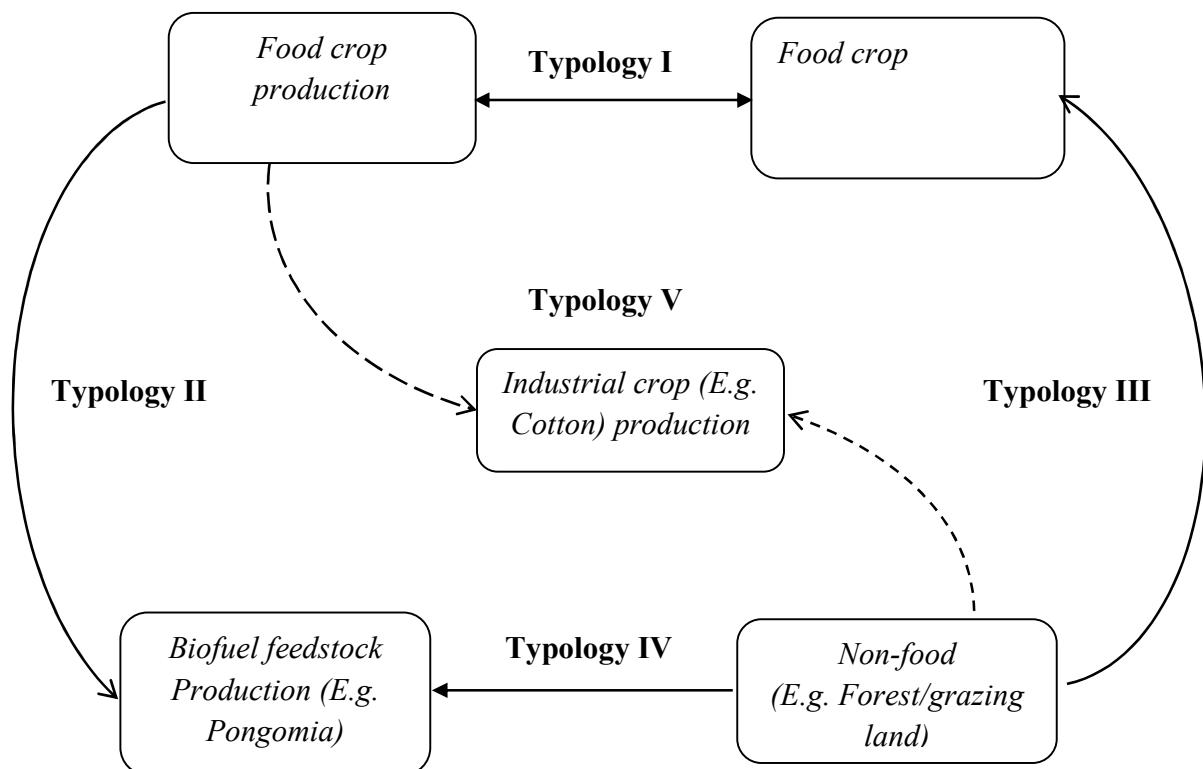 Food crop
production
Typology I
Food crop
Typology V
Industrial crop (E.g.
Cotton) production
Typology II
Typology III
Biofuel feedstock
Production (E.g.
Pongomia)
Typology IV
Non-food
(E.g. Forest/grazing
land)